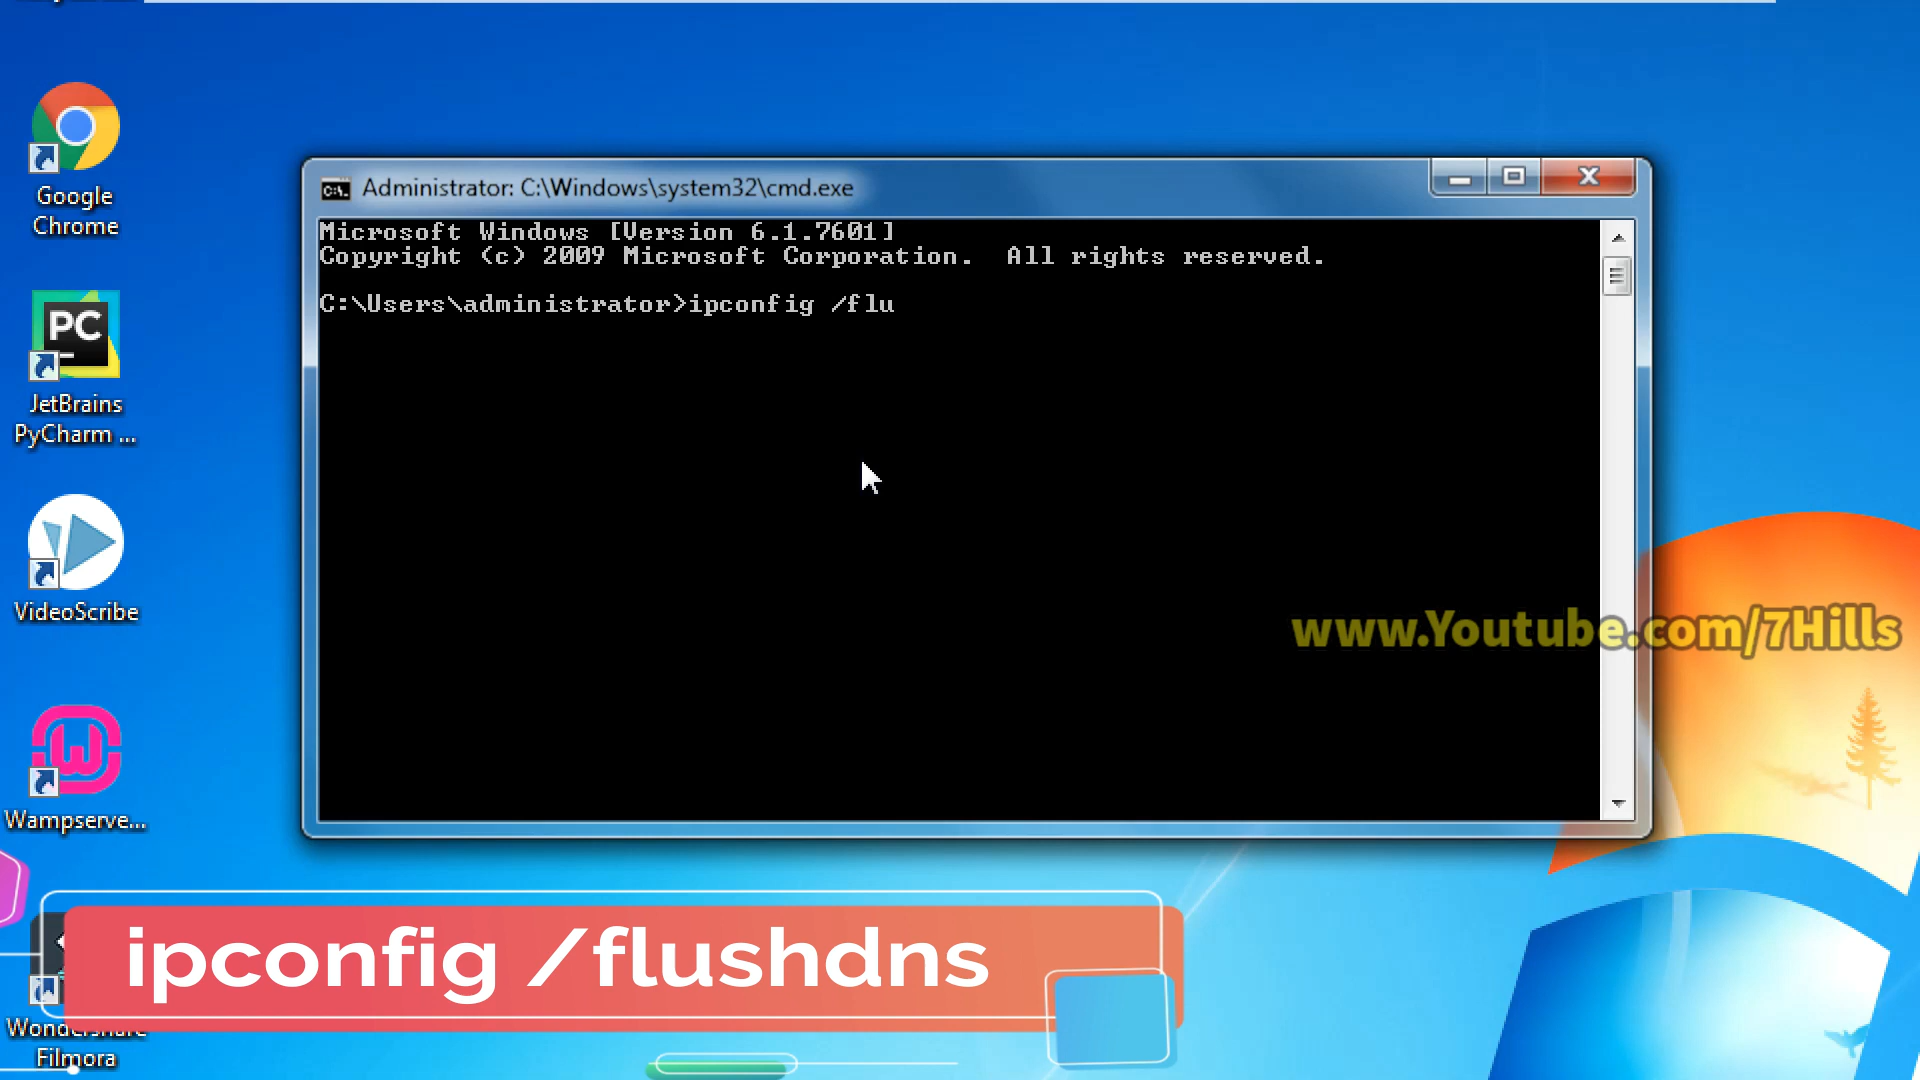 Google
Chrome
PC
JetBrains
PyCharm ...
VideoScribe
W
Wampserve...
Wondershare
Filmora
C:\.
Administrator: C:\Windows\system32\cmd.exe
Microsoft Windows [Version 6.1.7601]
Copyright (c) 2009 Microsoft Corporation.  All rights reserved.
C:\Users\administrator>ipconfig /flu
www.Youtube.com/7Hills
ipconfig /flushdns